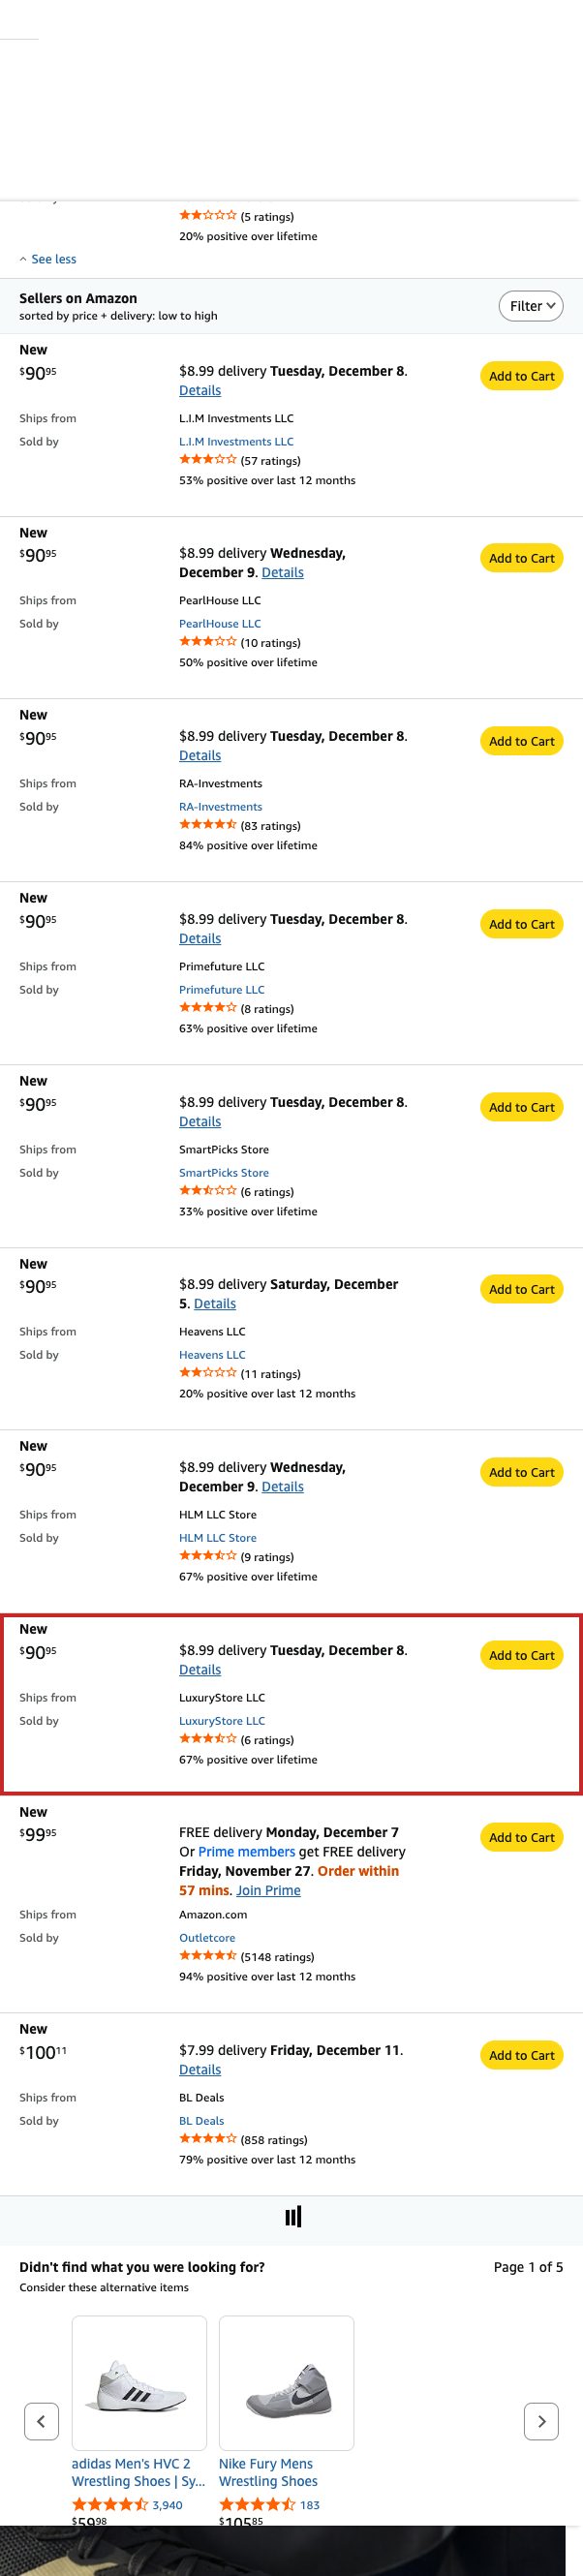 (5 ratings)
20% positive over lifetime
See less
Sellers on Amazon
sorted by price + delivery: low to high
Filter
New
$9095
$8.99 delivery Tuesday, December 8.
Details
Add to Cart
Ships from
L.I.M Investments LLC
Sold by
L.I.M Investments LLC
(57 ratings)
53% positive over last 12 months
New
$9095
$8.99 delivery Wednesday,
December 9. Details
Add to Cart
Ships from
PearlHouse LLC
Sold by
PearlHouse LLC
(10 ratings)
50% positive over lifetime
New
$9095
$8.99 delivery Tuesday, December 8.
Details
Add to Cart
Ships from
RA-Investments
Sold by
RA-Investments
(83 ratings)
84% positive over lifetime
New
$9095
$8.99 delivery Tuesday, December 8.
Details
Add to Cart
Ships from
Primefuture LLC
Sold by
Primefuture LLC
(8 ratings)
63% positive over lifetime
New
$9095
$8.99 delivery Tuesday, December 8.
Details
Add to Cart
Ships from
SmartPicks Store
Sold by
SmartPicks Store
(6 ratings)
33% positive over lifetime
New
$9095
$8.99 delivery Saturday, December
5. Details
Add to Cart
Ships from
Heavens LLC
Sold by
Heavens LLC
(11 ratings)
20% positive over last 12 months
New
$9095
$8.99 delivery Wednesday,
December 9. Details
Add to Cart
Ships from
HLM LLC Store
Sold by
HLM LLC Store
(9 ratings)
67% positive over lifetime
New
$9095
$8.99 delivery Tuesday, December 8.
Details
Add to Cart
Ships from
LuxuryStore LLC
Sold by
LuxuryStore LLC
(6 ratings)
67% positive over lifetime
New
$9995
FREE delivery Monday, December 7
Or Prime members get FREE delivery
Friday, November 27. Order within
57 mins. Join Prime
Add to Cart
Ships from
Amazon.com
Sold by
Outletcore
(5148 ratings)
94% positive over last 12 months
New
$10011
$7.99 delivery Friday, December 11.
Details
Add to Cart
Ships from
BL Deals
Sold by
BL Deals
(858 ratings)
79% positive over last 12 months
Didn't find what you were looking for?
Page 1 of 5
Consider these alternative items
adidas Men's HVC 2
Wrestling Shoes | Sy...
3,940
$5998
Nike Fury Mens
Wrestling Shoes
183
$10585